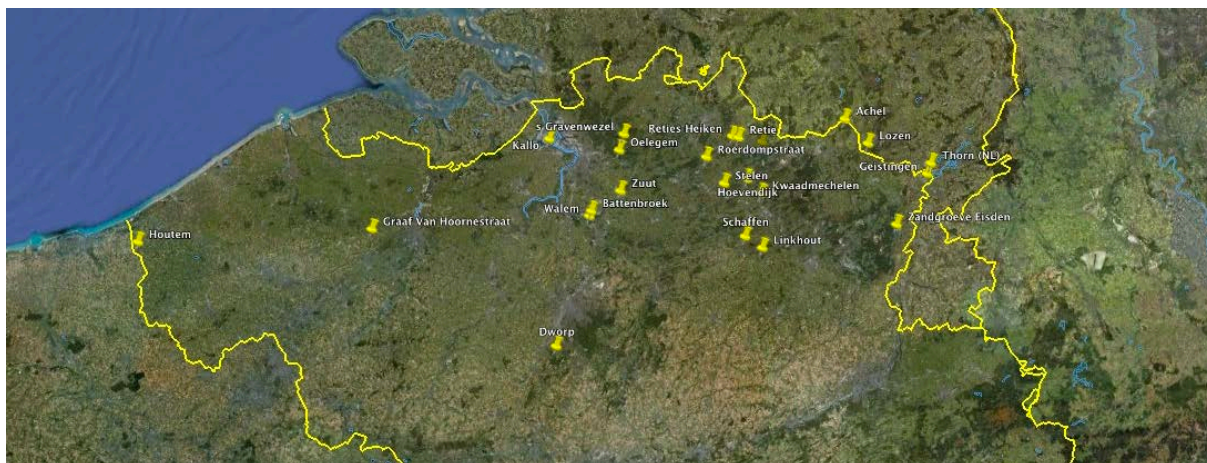 Achel
s Gravenwezel
Reties Heiken
Retie
Kallo
Oelegem
Lozen
Roerdompstraat
Thorn (NL)
Geistingen
Stelen
Zuut
Hoevendijk
Kwaadmechelen
Walem
Battenbroek
Graaf Van Hoornestraat
Schaffen
Zandgroeve Eisden
Houtem
Linkhout
Dworp